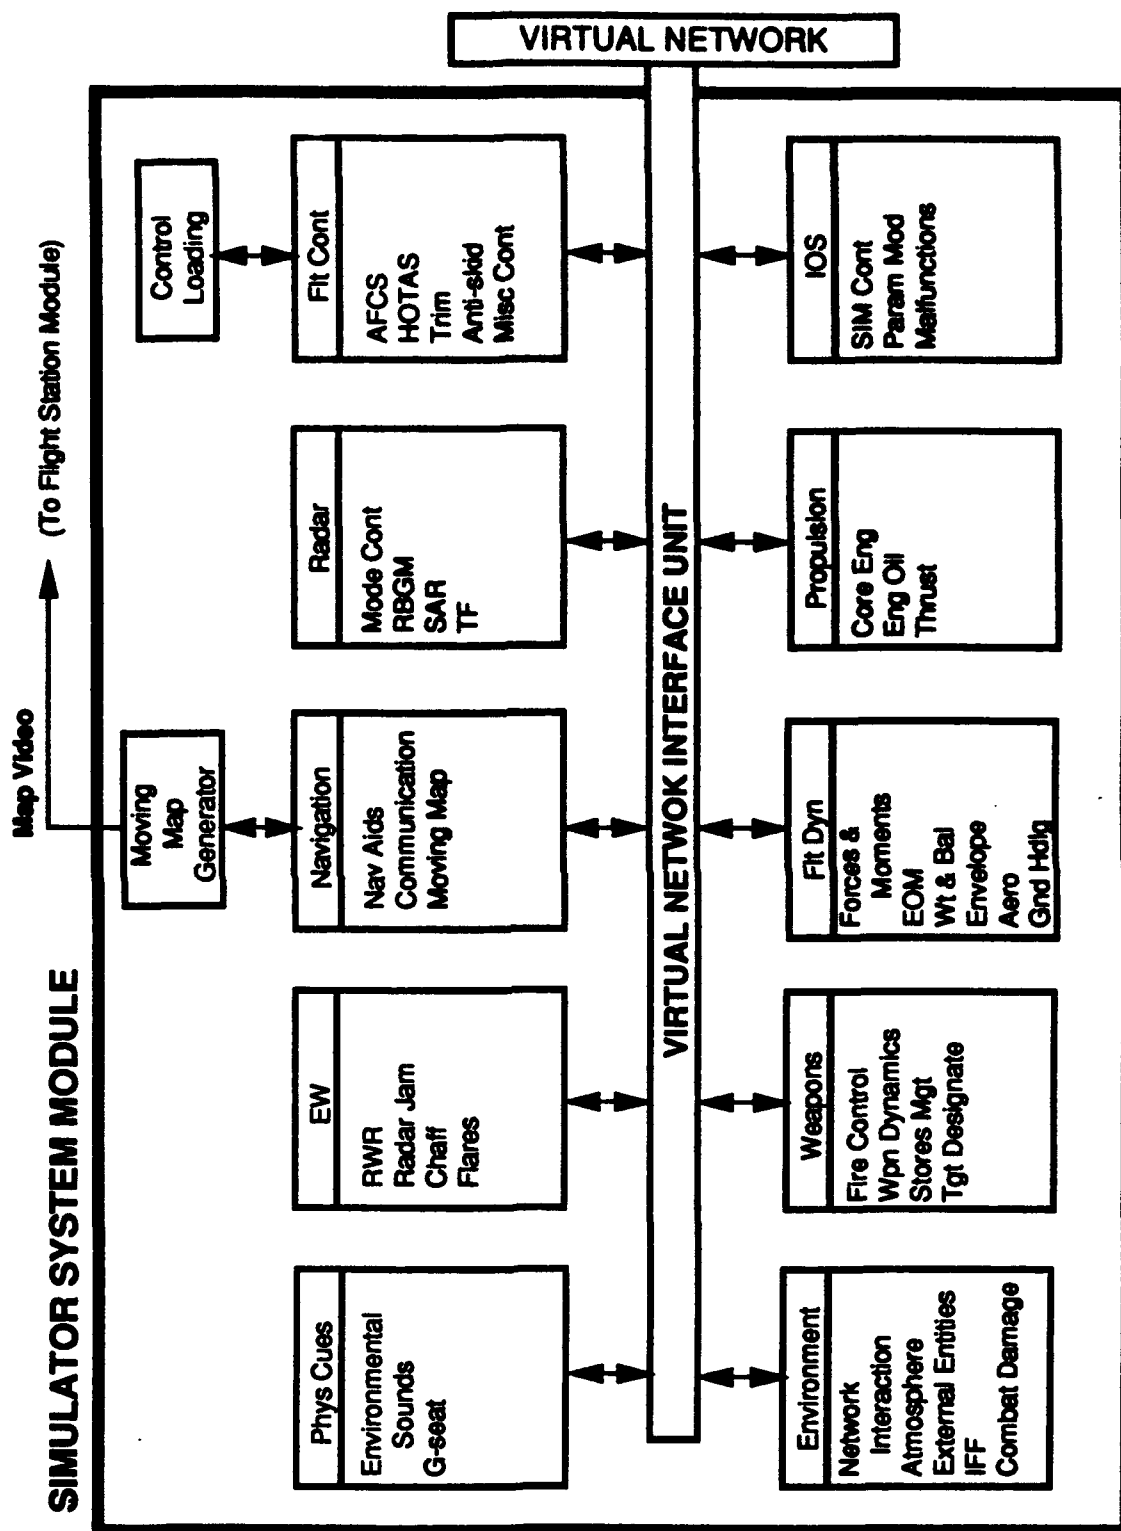 SIMULATOR SYSTEM MODULE
Map Video
(To Flight Station Module)
Moving
Map
Generator
Control
Loading
Phys Cues
Environmental
Sounds
G-seat
EW
RWR
Radar Jam
Chaff
Flares
Navigation
Nav Aids
Communication
Moving Map
Radar
Mode Cont
RBGM
SAR
TF
Flt Cont
AFCS
HOTAS
Trim
Anti-skid
Misc Cont
VIRTUAL NETWOK INTERFACE UNIT
VIRTUAL NETWORK
Environment
Network
Interaction
Atmosphere
External Entities
IFF
Combat Damage
Weapons
Fire Control
Wpn Dynamics
Stores Mgt
Tgt Designate
Flt Dyn
Forces &
Moments
EOM
Wt & Bal
Envelope
Aero
Gnd Hdlg
Propulsion
Core Eng
Eng Oil
Thrust
IOS
SIM Cont
Param Mod
Malfunctions